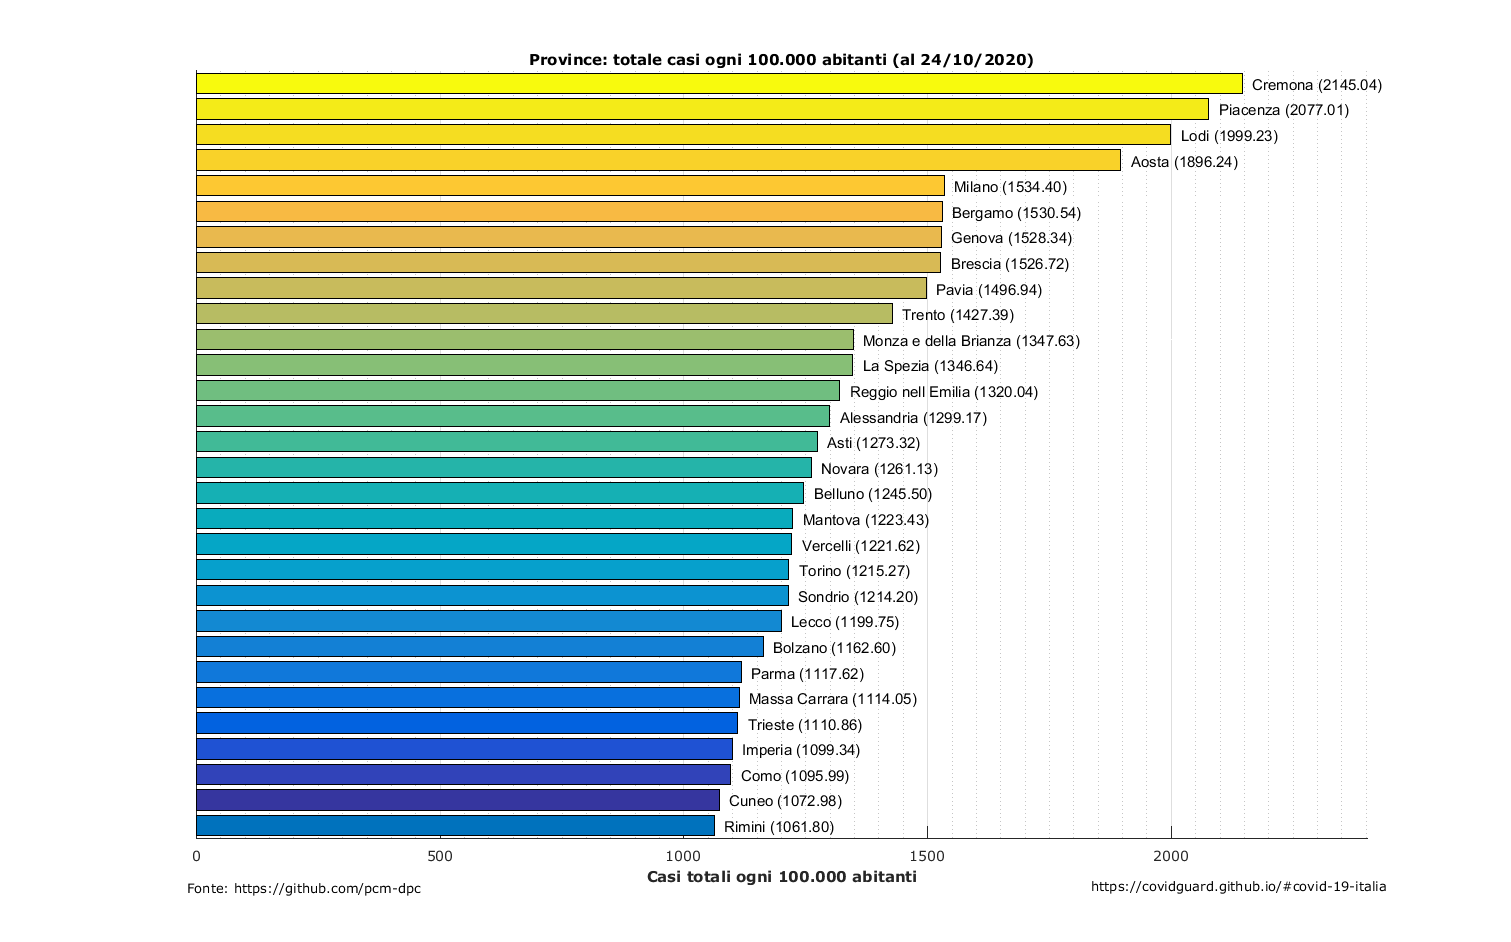 Province: totale casi ogni 100.000 abitanti (al 24/10/2020)
Cremona (2145.04)
Piacenza (2077.01)
Lodi (1999.23)
Aosta (1896.24)
Milano (1534.40)
Bergamo (1530.54)
Genova (1528.34)
Brescia (1526.72)
Pavia (1496.94)
Trento (1427.39)
Monza e della Brianza (1347.63)
La Spezia (1346.64)
Reggio nell Emilia (1320.04)
Alessandria (1299.17)
Asti (1273.32)
Novara (1261.13)
Belluno (1245.50)
Mantova (1223.43)
Vercelli (1221.62)
Torino (1215.27)
Sondrio (1214.20)
Lecco (1199.75)
Bolzano (1162.60)
Parma (1117.62)
Massa Carrara (1114.05)
Trieste (1110.86)
Imperia (1099.34)
Como (1095.99)
Cuneo (1072.98)
Rimini (1061.80)
0 500 1000 1500 2000
Casi totali ogni 100.000 abitanti
Fonte: https://github.com/pcm-dpc
https://covidguard.github.io/#covid-19-italia